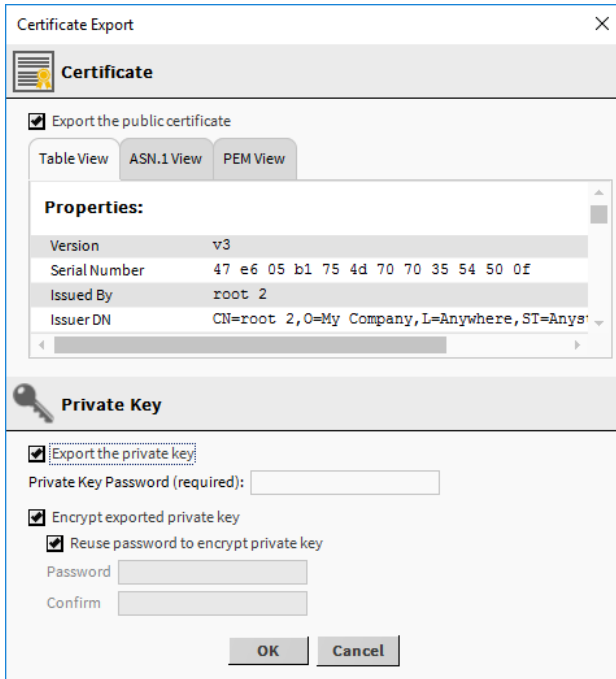 Certificate Export
Certificate
Export the public certificate
Table View ASN.1 View PEM View
Properties:
Version v3
Serial Number 47 e6 05 b1 75 4d 70 70 35 54 50 0f
Issued By root 2
Issuer DN CN=root 2,O=My Company,L=Anywhere,ST=Anys
Private Key
Export the private key
Private Key Password (required):
Encrypt exported private key
Reuse password to encrypt private key
Password
Confirm
OK Cancel